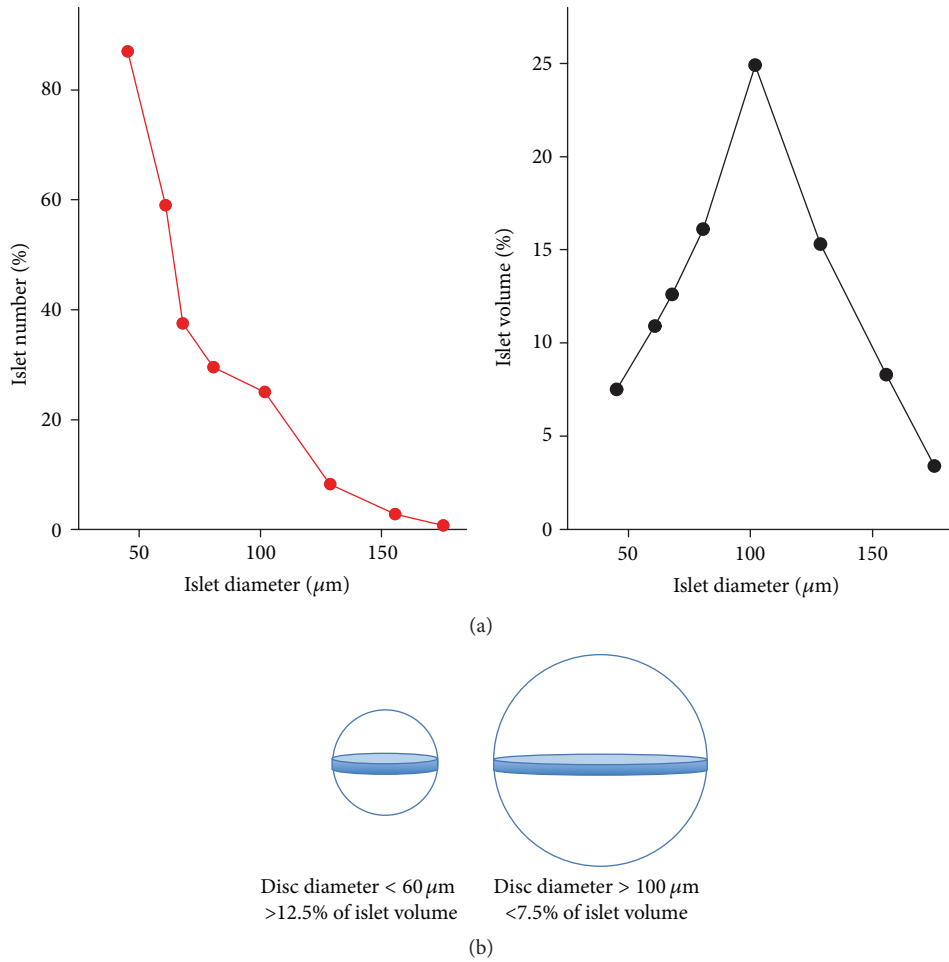 80
60
40
20
0
50
100
150
Islet number (%)
Islet diameter (μm)
25
20
15
10
5
0
50
100
150
Islet volume (%)
Islet diameter (μm)
(a)
Disc diameter < 60 μm
>12.5% of islet volume
Disc diameter > 100 μm
<7.5% of islet volume
(b)